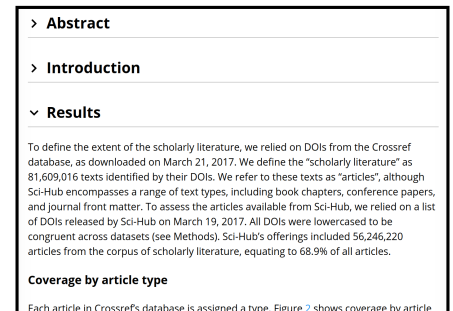 Abstract
Introduction
Results
To define the extent of the scholarly literature, we relied on DOIs from the Crossref
database, as downloaded on March 21, 2017. We define the “scholarly literature” as
81,609,016 texts identified by their DOIs. We refer to these texts as “articles”, although
Sci-Hub encompasses a range of text types, including book chapters, conference papers,
and journal front matter. To assess the articles available from Sci-Hub, we relied on a list
of DOIs released by Sci-Hub on March 19, 2017. All DOIs were lowercased to be
congruent across datasets (see Methods). Sci-Hub’s offerings included 56,246,220
articles from the corpus of scholarly literature, equating to 68.9% of all articles.
Coverage by article type
Each article in Crossref’s database is assigned a type. Figure 2 shows coverage by article